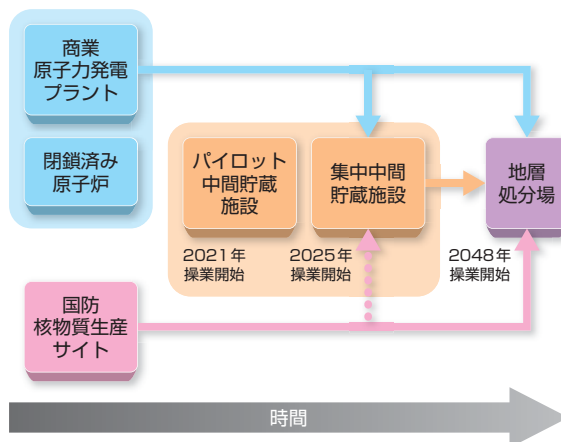 商業
原子力発電
プラント
閉鎖済み
原子炉
パイロット
中間貯蔵
施設
集中中間
貯蔵施設
地層
処分場
2021年
操業開始
2025年
操業開始
2048年
操業開始
国防
核物質生産
サイト
時間